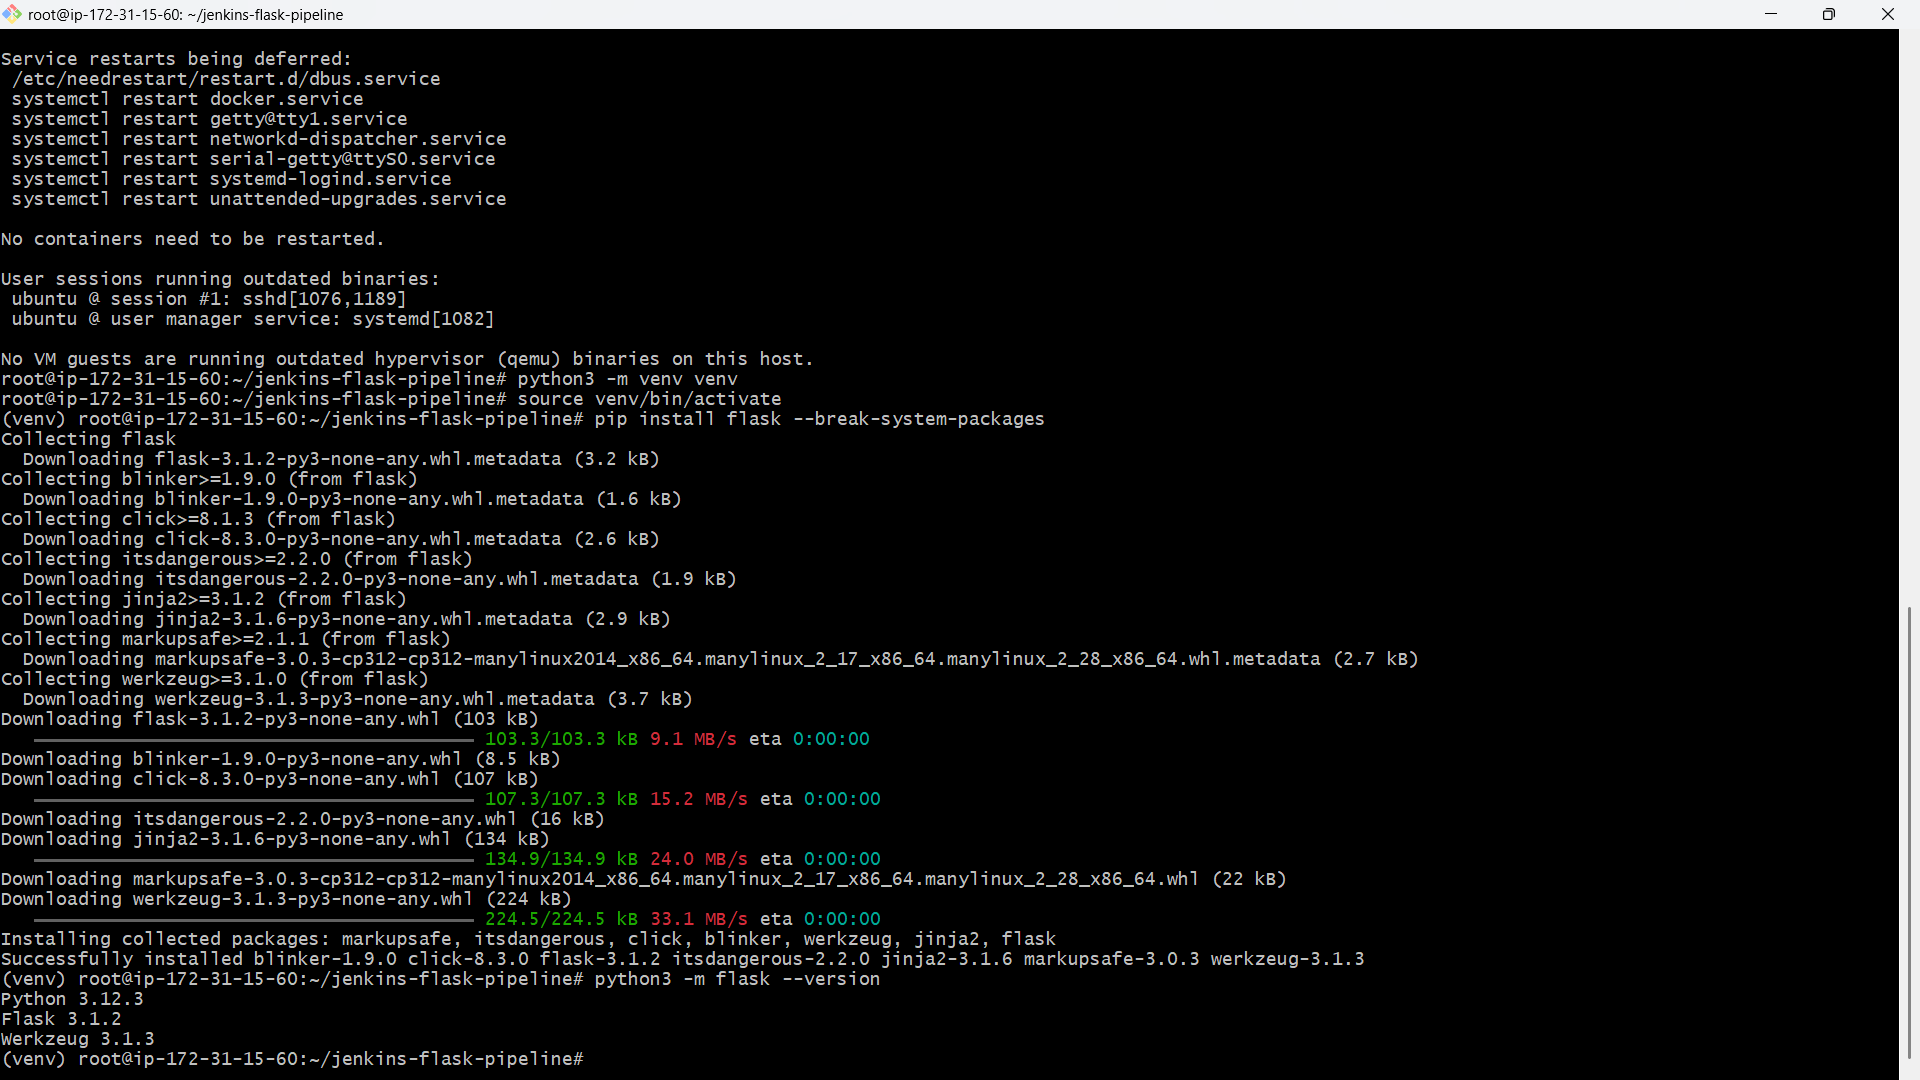 root@ip-172-31-15-60: ~/jenkins-flask-pipeline
Service restarts being deferred:
 /etc/needrestart/restart.d/dbus.service
 systemctl restart docker.service
 systemctl restart getty@tty1.service
 systemctl restart networkd-dispatcher.service
 systemctl restart serial-getty@ttyS0.service
 systemctl restart systemd-logind.service
 systemctl restart unattended-upgrades.service
No containers need to be restarted.
User sessions running outdated binaries:
 ubuntu @ session #1: sshd[1076,1189]
 ubuntu @ user manager service: systemd[1082]
No VM guests are running outdated hypervisor (qemu) binaries on this host.
root@ip-172-31-15-60:~/jenkins-flask-pipeline# python3 -m venv venv
root@ip-172-31-15-60:~/jenkins-flask-pipeline# source venv/bin/activate
(venv) root@ip-172-31-15-60:~/jenkins-flask-pipeline# pip install flask --break-system-packages
Collecting flask
  Downloading flask-3.1.2-py3-none-any.whl.metadata (3.2 kB)
Collecting blinker>=1.9.0 (from flask)
  Downloading blinker-1.9.0-py3-none-any.whl.metadata (1.6 kB)
Collecting click>=8.1.3 (from flask)
  Downloading click-8.3.0-py3-none-any.whl.metadata (2.6 kB)
Collecting itsdangerous>=2.2.0 (from flask)
  Downloading itsdangerous-2.2.0-py3-none-any.whl.metadata (1.9 kB)
Collecting jinja2>=3.1.2 (from flask)
  Downloading jinja2-3.1.6-py3-none-any.whl.metadata (2.9 kB)
Collecting markupsafe>=2.1.1 (from flask)
  Downloading markupsafe-3.0.3-cp312-cp312-manylinux2014_x86_64.manylinux_2_17_x86_64.manylinux_2_28_x86_64.whl.metadata (2.7 kB)
Collecting werkzeug>=3.1.0 (from flask)
  Downloading werkzeug-3.1.3-py3-none-any.whl.metadata (3.7 kB)
Downloading flask-3.1.2-py3-none-any.whl (103 kB)
103.3/103.3 kB 9.1 MB/s eta 0:00:00
Downloading blinker-1.9.0-py3-none-any.whl (8.5 kB)
Downloading click-8.3.0-py3-none-any.whl (107 kB)
107.3/107.3 kB 15.2 MB/s eta 0:00:00
Downloading itsdangerous-2.2.0-py3-none-any.whl (16 kB)
Downloading jinja2-3.1.6-py3-none-any.whl (134 kB)
134.9/134.9 kB 24.0 MB/s eta 0:00:00
Downloading markupsafe-3.0.3-cp312-cp312-manylinux2014_x86_64.manylinux_2_17_x86_64.manylinux_2_28_x86_64.whl (22 kB)
Downloading werkzeug-3.1.3-py3-none-any.whl (224 kB)
224.5/224.5 kB 33.1 MB/s eta 0:00:00
Installing collected packages: markupsafe, itsdangerous, click, blinker, werkzeug, jinja2, flask
Successfully installed blinker-1.9.0 click-8.3.0 flask-3.1.2 itsdangerous-2.2.0 jinja2-3.1.6 markupsafe-3.0.3 werkzeug-3.1.3
(venv) root@ip-172-31-15-60:~/jenkins-flask-pipeline# python3 -m flask --version
Python 3.12.3
Flask 3.1.2
Werkzeug 3.1.3
(venv) root@ip-172-31-15-60:~/jenkins-flask-pipeline#